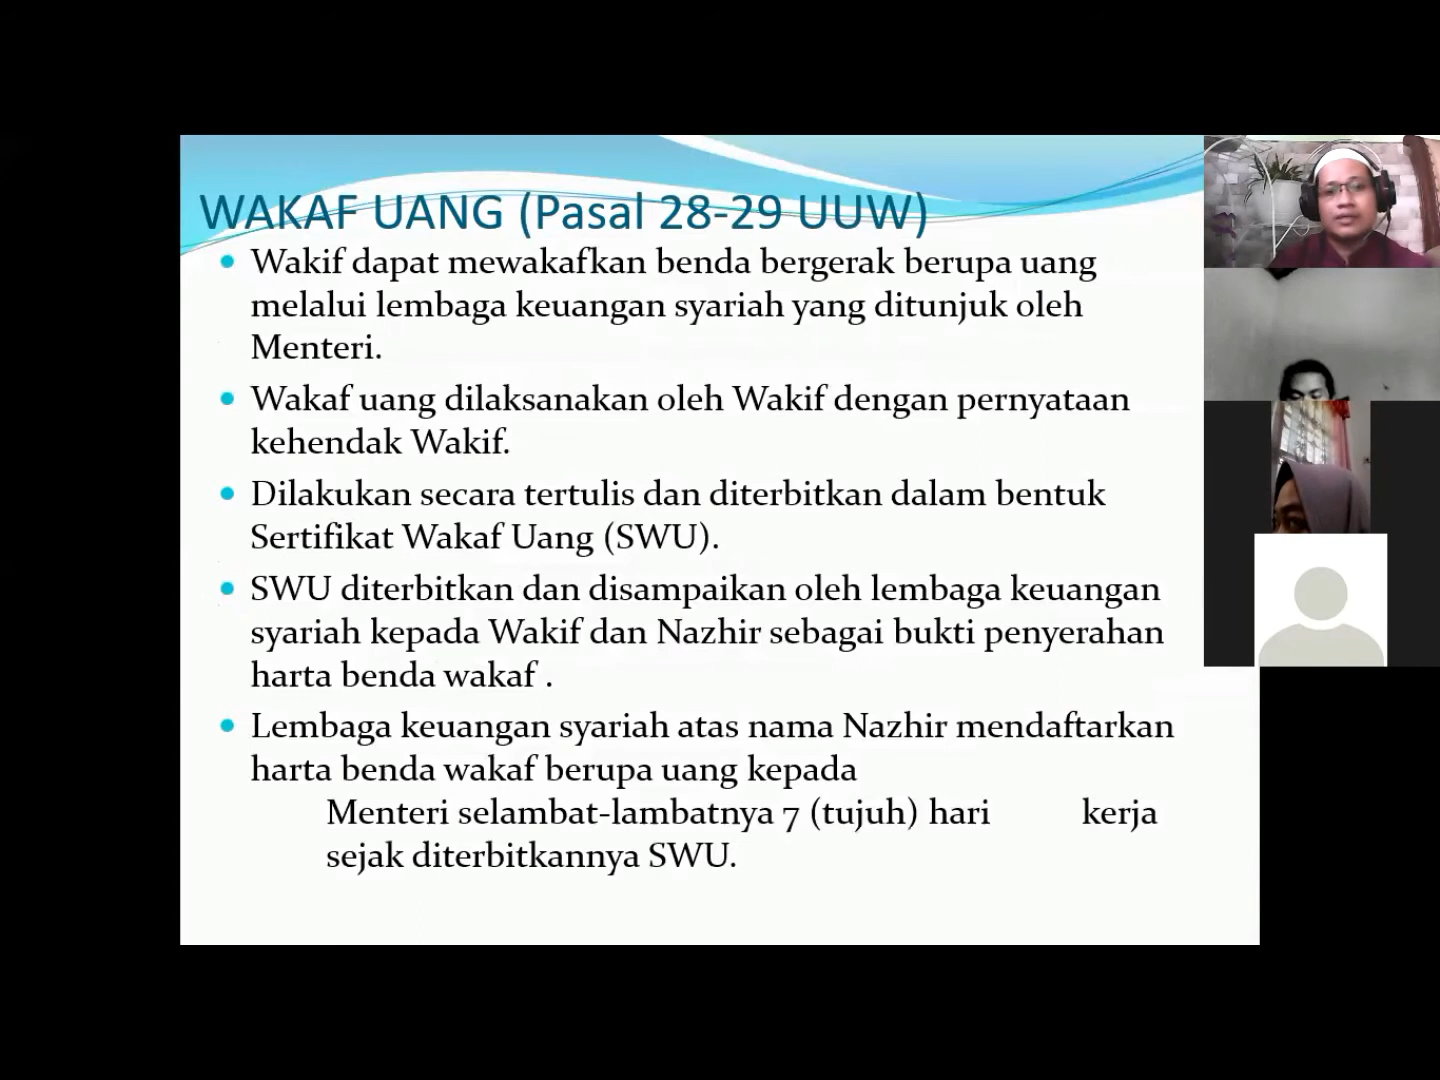 WAKAF UANG (Pasal 28-29 UUW)
Wakif dapat mewakafkan benda bergerak berupa uang
melalui lembaga keuangan syariah yang ditunjuk oleh
Menteri.
Wakaf uang dilaksanakan oleh Wakif dengan pernyataan
kehendak Wakif.
Dilakukan secara tertulis dan diterbitkan dalam bentuk
Sertifikat Wakaf Uang (SWU).
SWU diterbitkan dan disampaikan oleh lembaga keuangan
syariah kepada Wakif dan Nazhir sebagai bukti penyerahan
harta benda wakaf .
Lembaga keuangan syariah atas nama Nazhir mendaftarkan
harta benda wakaf berupa uang kepada
Menteri selambat-lambatnya 7 (tujuh) hari kerja
sejak diterbitkannya SWU.